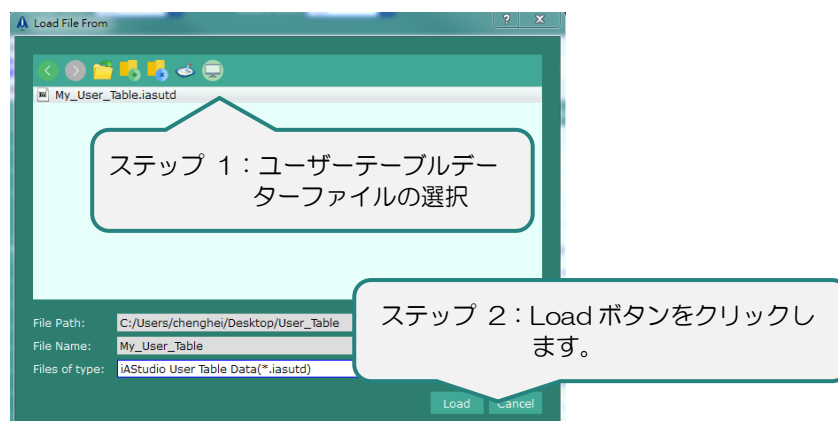 Load File From
My_User_Table.iasutd
ステップ 1:ユーザーテーブルデー
ターファイルの選択
File Path: C:/Users/chenghei/Desktop/User_Table
ステップ 2:Load ボタンをクリックし
ます。
File Name: My_User_Table
Files of type: iAStudio User Table Data(*.iasutd)
Load Cancel